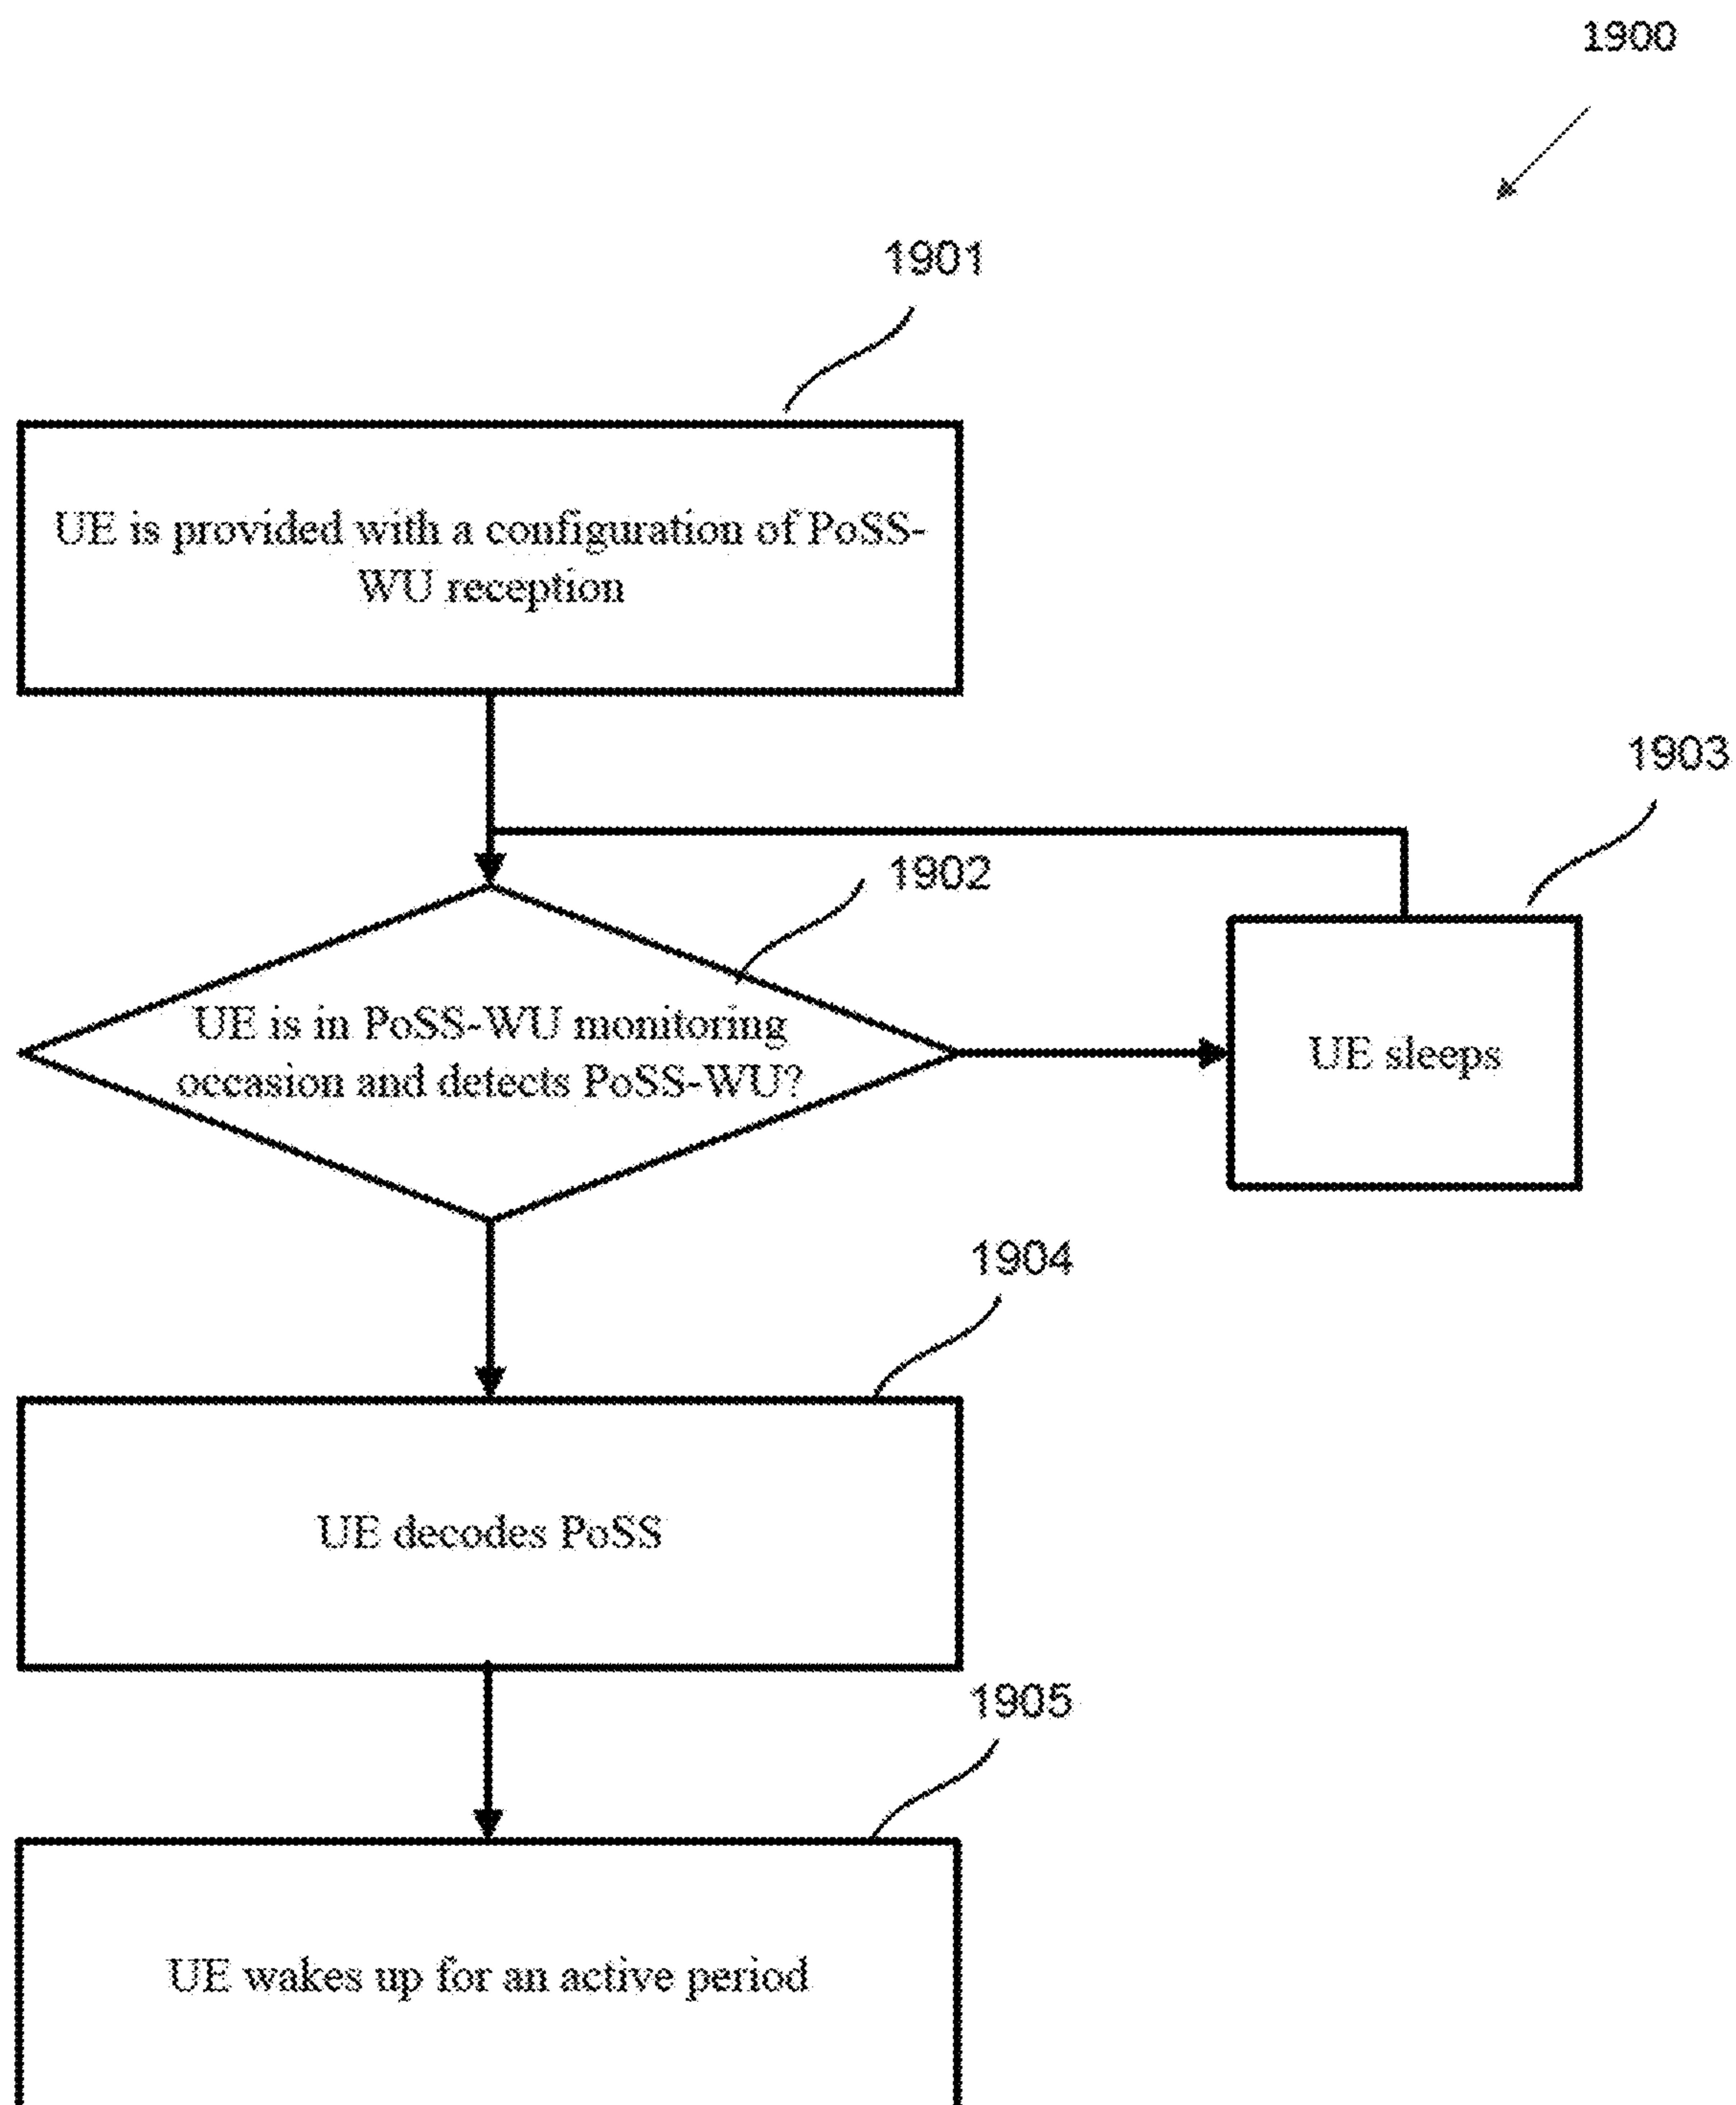 1900
1901
UE is provided with a configuration of PoSS-
WU reception
1903
1902
UE is in PoSS-WU monitoring
occasion and detects PoSS-WU?
UE sleeps
1904
UE decodes PoSS
1905
UE wakes up for an active period